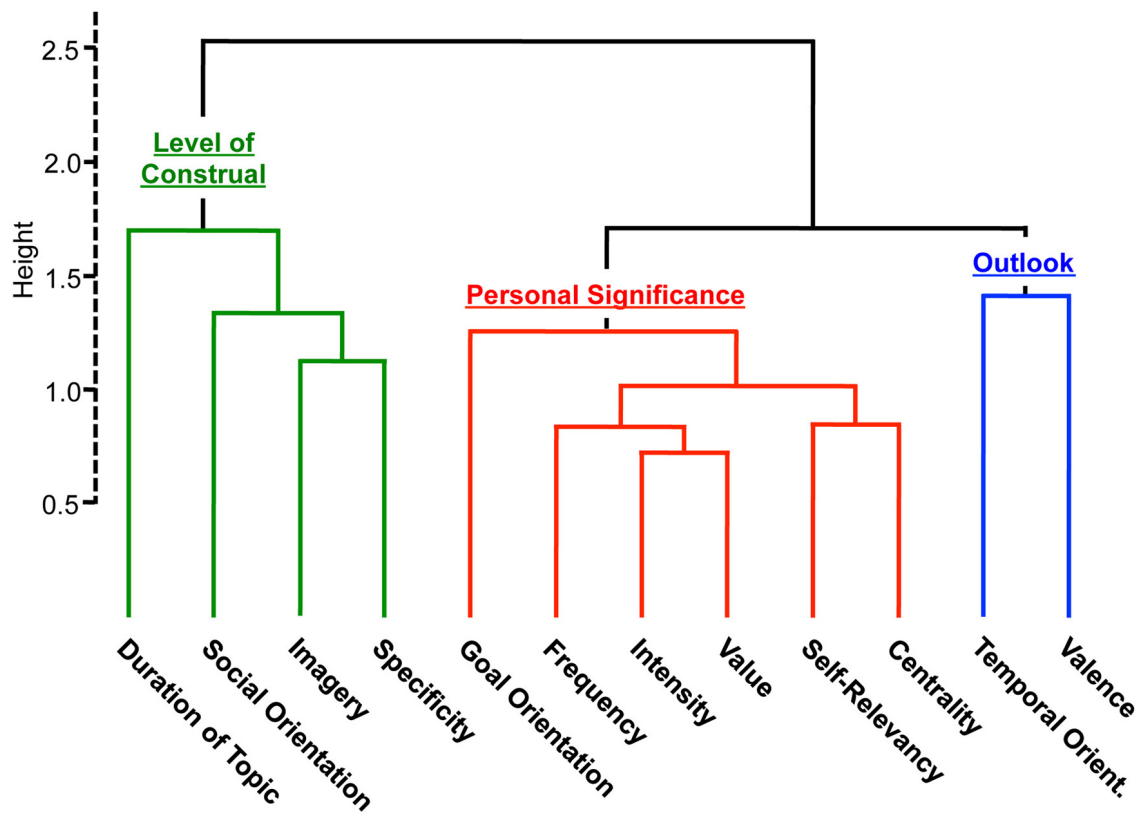 2.5
2.0
1.5
1.0
0.5
Height
Level of
Construal
Personal Significance
Outlook
Duration of Topic
Social Orientation
Imagery
Specificity
Goal Orientation
Frequency
Intensity
Value
Self-Relevancy
Centrality
Temporal Orient.
Valence